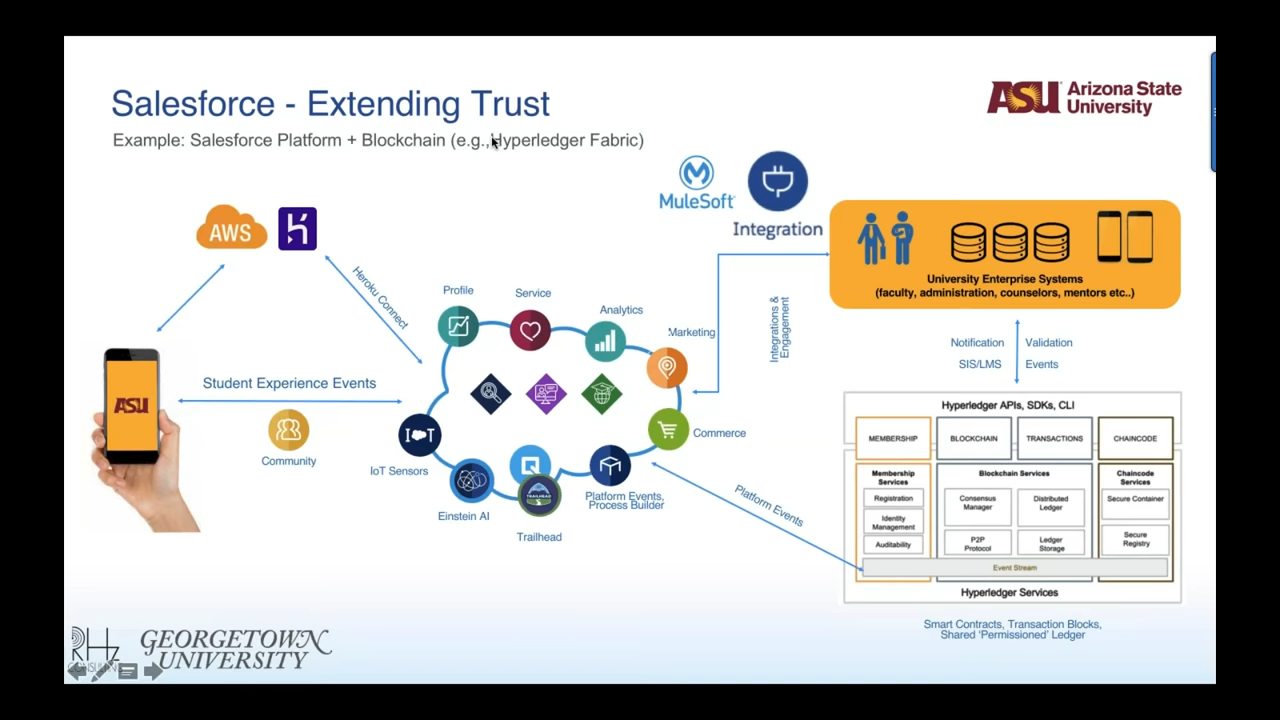 Salesforce - Extending Trust
Example: Salesforce Platform + Blockchain (e.g., Hyperledger Fabric)
ASU Arizona State
University
MuleSoft
Integration
AWS
Heroku Connect
Profile
Service
Analytics
Marketing
Commerce
Integrations &
Engagement
University Enterprise Systems
(faculty, administration, counselors, mentors etc..)
Notification
SIS/LMS
Validation
Events
ASU
Student Experience Events
Community
IoT
IoT Sensors
Einstein AI
TRAILHEAD
Trailhead
Platform Events,
Process Builder
Platform Events
Hyperledger APIs, SDKs, CLI
MEMBERSHIP
BLOCKCHAIN
TRANSACTIONS
CHAINCODE
Membership
Services
Registration
Identity
Management
Auditability
Blockchain Services
Consensus
Manager
Distributed
Ledger
P2P
Protocol
Ledger
Storage
Chaincode
Services
Secure Container
Secure
Registry
Event Stream
Hyperledger Services
Smart Contracts, Transaction Blocks,
Shared 'Permissioned' Ledger
GEORGETOWN
UNIVERSITY